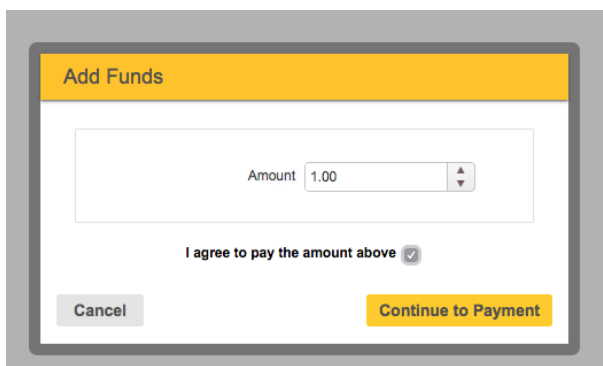 Add Funds
Amount 1.00
I agree to pay the amount above
Cancel Continue to Payment